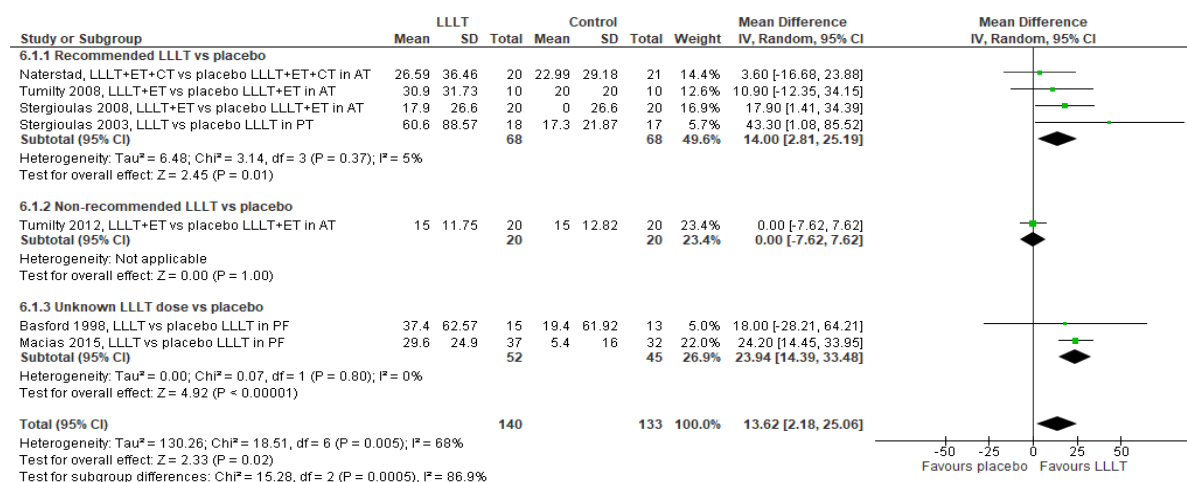 LLLT Control Mean Difference Mean Difference
Study or Subgroup Mean SD Total Mean SD Total Weight IV, Random, 95% CI IV, Random, 95% CI
6.1.1 Recommended LLLT vs placebo
Naterstad, LLLT+ET+CT vs placebo LLLT+ET+CT in AT 26.59 36.46 20 22.99 29.18 21 14.4% 3.60 [-16.68, 23.88]
Tumilty 2008, LLLT+ET vs placebo LLLT+ET in AT 30.9 31.73 10 20 20 10 12.6% 10.90 [-12.35, 34.15]
Stergioulas 2008, LLLT+ET vs placebo LLLT+ET in AT 17.9 26.6 20 0 26.6 20 16.9% 17.90 [1.41, 34.39]
Stergioulas 2003, LLLT vs placebo LLLT in PT 60.6 88.57 18 17.3 21.87 17 5.7% 43.30 [1.08, 85.52]
Subtotal (95% CI) 68 68 49.6% 14.00 [2.81, 25.19]
Heterogeneity: Tau² = 6.48; Chi² = 3.14, df = 3 (P = 0.37); I² = 5%
Test for overall effect: Z = 2.45 (P = 0.01)
6.1.2 Non-recommended LLLT vs placebo
Tumilty 2012, LLLT+ET vs placebo LLLT+ET in AT 15 11.75 20 15 12.82 20 23.4% 0.00 [-7.62, 7.62]
Subtotal (95% CI) 20 20 23.4% 0.00 [-7.62, 7.62]
Heterogeneity: Not applicable
Test for overall effect: Z = 0.00 (P = 1.00)
6.1.3 Unknown LLLT dose vs placebo
Basford 1998, LLLT vs placebo LLLT in PF 37.4 62.57 15 19.4 61.92 13 5.0% 18.00 [-28.21, 64.21]
Macias 2015, LLLT vs placebo LLLT in PF 29.6 24.9 37 5.4 16 32 22.0% 24.20 [14.45, 33.95]
Subtotal (95% CI) 52 45 26.9% 23.94 [14.39, 33.48]
Heterogeneity: Tau² = 0.00; Chi² = 0.07, df = 1 (P = 0.80); I² = 0%
Test for overall effect: Z = 4.92 (P < 0.00001)
Total (95% CI) 140 133 100.0% 13.62 [2.18, 25.06]
Heterogeneity: Tau² = 130.26; Chi² = 18.51, df = 6 (P = 0.005); I² = 68%
Test for overall effect: Z = 2.33 (P = 0.02)
Test for subgroup differences: Chi² = 15.28, df = 2 (P = 0.0005), I² = 86.9%
-50 -25 0 25 50
Favours placebo Favours LLLT